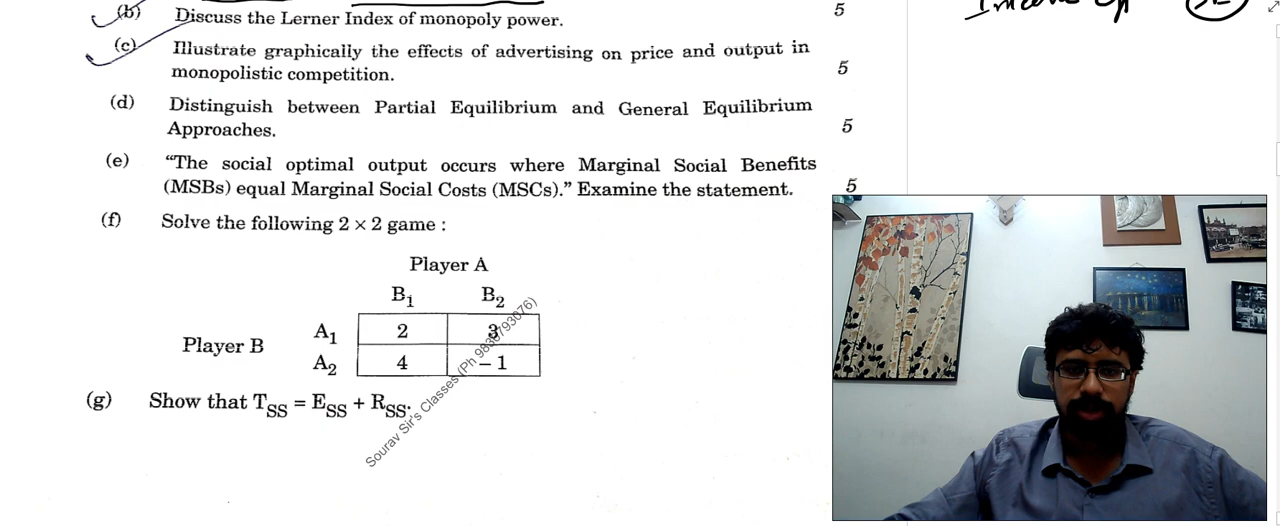 (b) Discuss the Lerner Index of monopoly power. 5
(c) Illustrate graphically the effects of advertising on price and output in
monopolistic competition. 5
(d) Distinguish between Partial Equilibrium and General Equilibrium
Approaches. 5
(e) “The social optimal output occurs where Marginal Social Benefits
(MSBs) equal Marginal Social Costs (MSCs).” Examine the statement. 5
(f) Solve the following 2 × 2 game :
Player A
B1 B2
Player B
A1 2 3
A2 4 – 1
(g) Show that TSS = ESS + RSS.
Sourav Sir's Classes (Ph 9836793076)